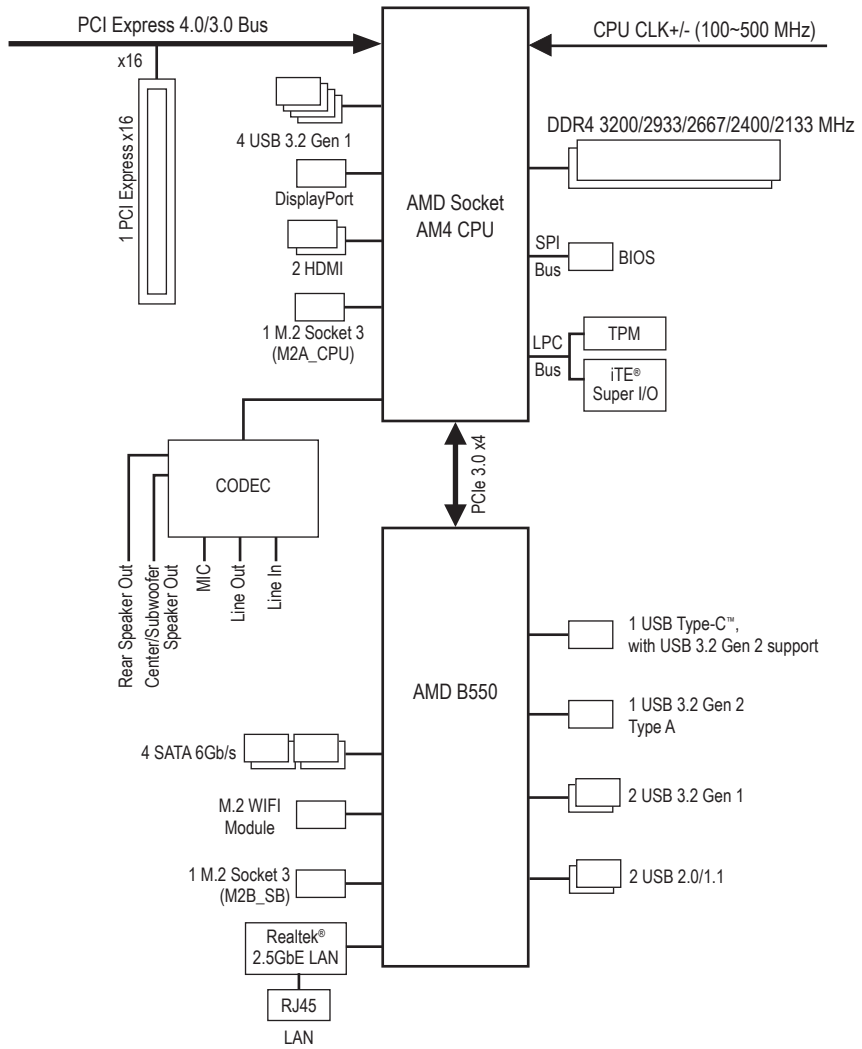 PCI Express 4.0/3.0 Bus
CPU CLK+/- (100~500 MHz)
x16
1 PCI Express x16
4 USB 3.2 Gen 1
DDR4 3200/2933/2667/2400/2133 MHz
DisplayPort
AMD Socket
AM4 CPU
2 HDMI
SPI
Bus
BIOS
1 M.2 Socket 3
(M2A_CPU)
LPC
Bus
TPM
iTE®
Super I/O
PCIe 3.0 x4
CODEC
Rear Speaker Out
Center/Subwoofer
Speaker Out
MIC
Line Out
Line In
1 USB Type-C™,
with USB 3.2 Gen 2 support
AMD B550
1 USB 3.2 Gen 2
Type A
4 SATA 6Gb/s
M.2 WIFI
Module
2 USB 3.2 Gen 1
1 M.2 Socket 3
(M2B_SB)
2 USB 2.0/1.1
Realtek®
2.5GbE LAN
RJ45
LAN